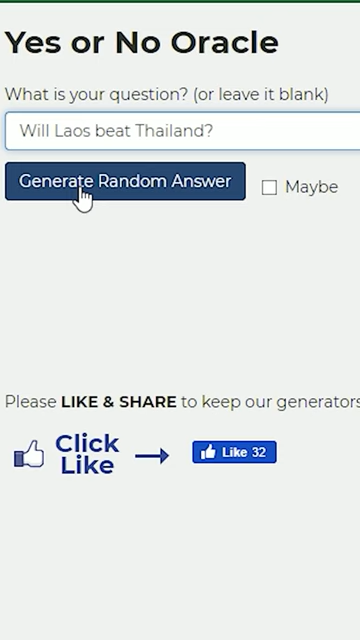 Yes or No Oracle
What is your question? (or leave it blank)
Will Laos beat Thailand?
Generate Random Answer
Maybe
Please LIKE & SHARE to keep our generators
Click
Like
Like 32